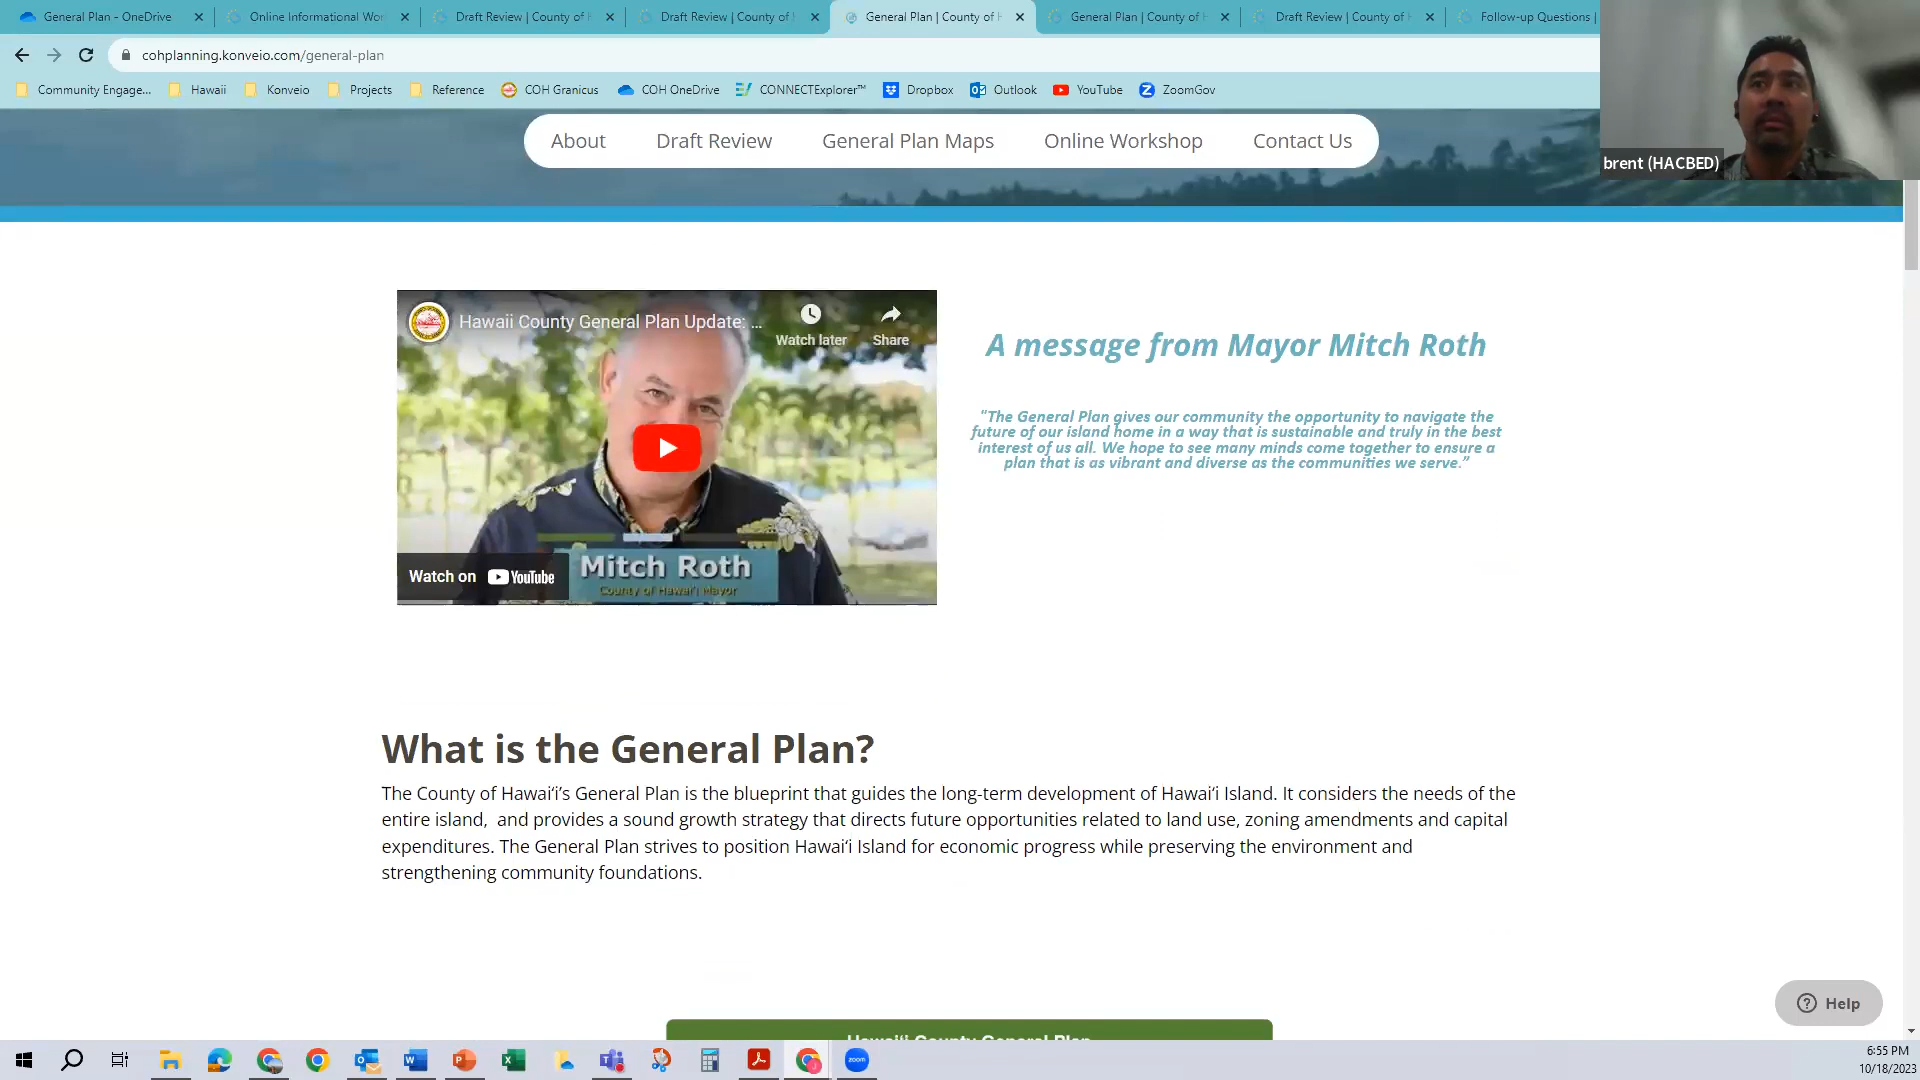 General Plan - OneDrive
Online Informational Wor
Draft Review | County of H
Draft Review | County of
General Plan | County of H
General Plan | County of H
Draft Review | County of H
Follow-up Questions |
cohplanning.konveio.com/general-plan
Community Engage...
Hawaii
Konveio
Projects
Reference
COH Granicus
COH OneDrive
CONNECTExplorer™
Dropbox
Outlook
YouTube
ZoomGov
About
Draft Review
General Plan Maps
Online Workshop
Contact Us
brent (HACBED)
Hawaii County General Plan Update: ...
Watch later
Share
Mitch Roth
County of Hawai'i Mayor
Watch on YouTube
A message from Mayor Mitch Roth
"The General Plan gives our community the opportunity to navigate the
future of our island home in a way that is sustainable and truly in the best
interest of us all. We hope to see many minds come together to ensure a
plan that is as vibrant and diverse as the communities we serve.”
What is the General Plan?
The County of Hawaiʻi’s General Plan is the blueprint that guides the long-term development of Hawaiʻi Island. It considers the needs of the
entire island,  and provides a sound growth strategy that directs future opportunities related to land use, zoning amendments and capital
expenditures. The General Plan strives to position Hawaiʻi Island for economic progress while preserving the environment and
strengthening community foundations.
Hawaiʻi County General Plan
Help
zoom
6:55 PM
10/18/2023